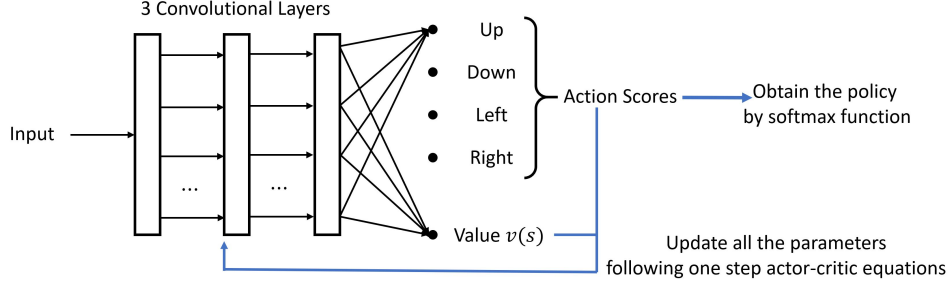 3 Convolutional Layers
Input
...
...
Up
Down
Left
Right
Value v(s)
Action Scores
Obtain the policy
by softmax function
Update all the parameters
following one step actor-critic equations